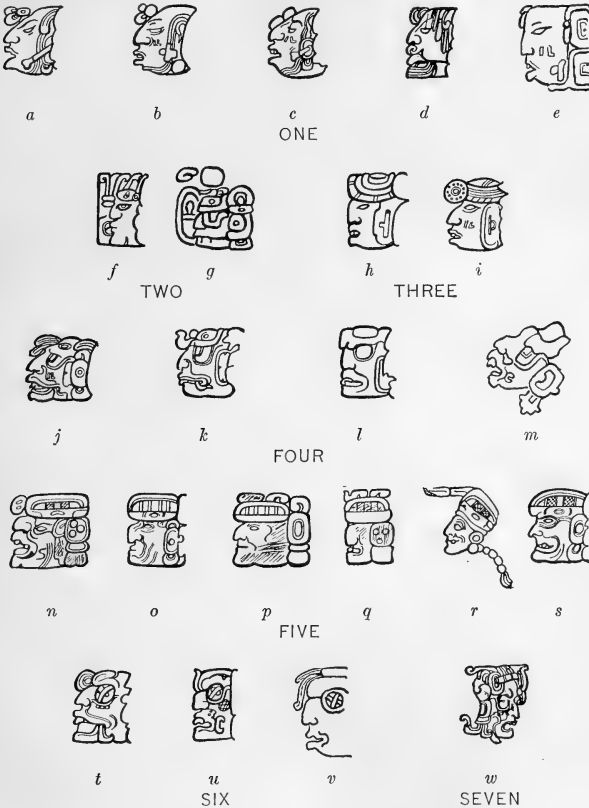 a b c d e
ONE
f g h i
TWO THREE
j k l m
FOUR
n o p q r s
FIVE
t u v w
SIX SEVEN